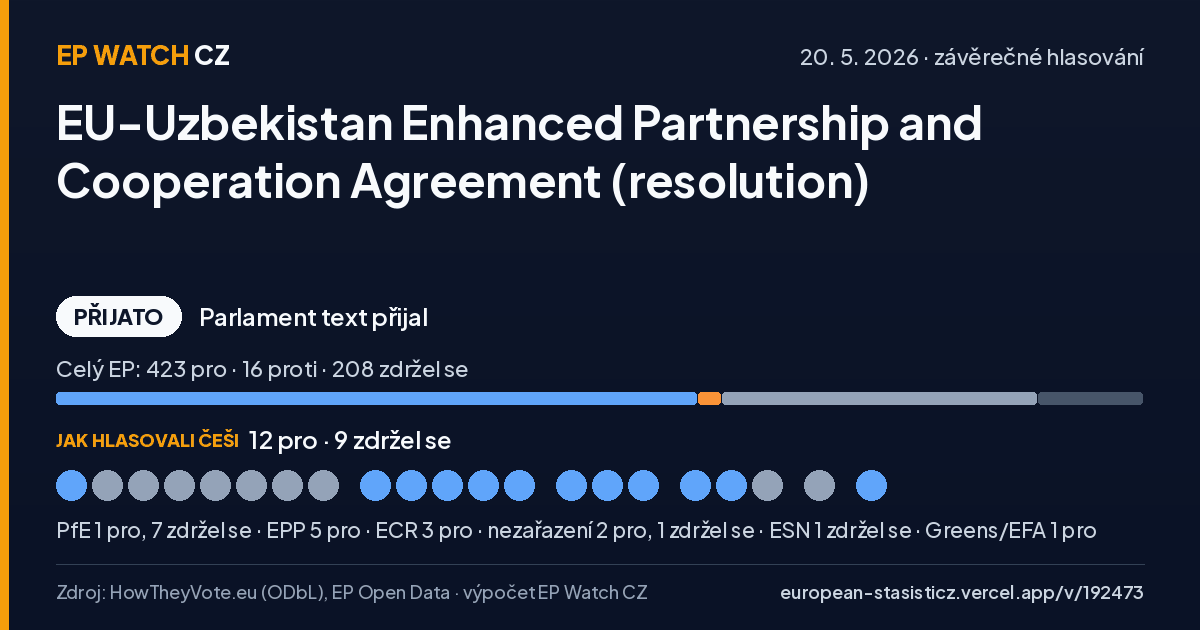 EP WATCH CZ
20. 5. 2026 · závěrečné hlasování
EU–Uzbekistan Enhanced Partnership and
Cooperation Agreement (resolution)
PŘIJATO Parlament text přijal
Celý EP: 423 pro · 16 proti · 208 zdržel se
JAK HLASOVALI ČEŠI 12 pro · 9 zdržel se
PfE 1 pro, 7 zdržel se · EPP 5 pro · ECR 3 pro · nezařazení 2 pro, 1 zdržel se · ESN 1 zdržel se · Greens/EFA 1 pro
Zdroj: HowTheyVote.eu (ODbL), EP Open Data · výpočet EP Watch CZ
european-stasisticz.vercel.app/v/192473